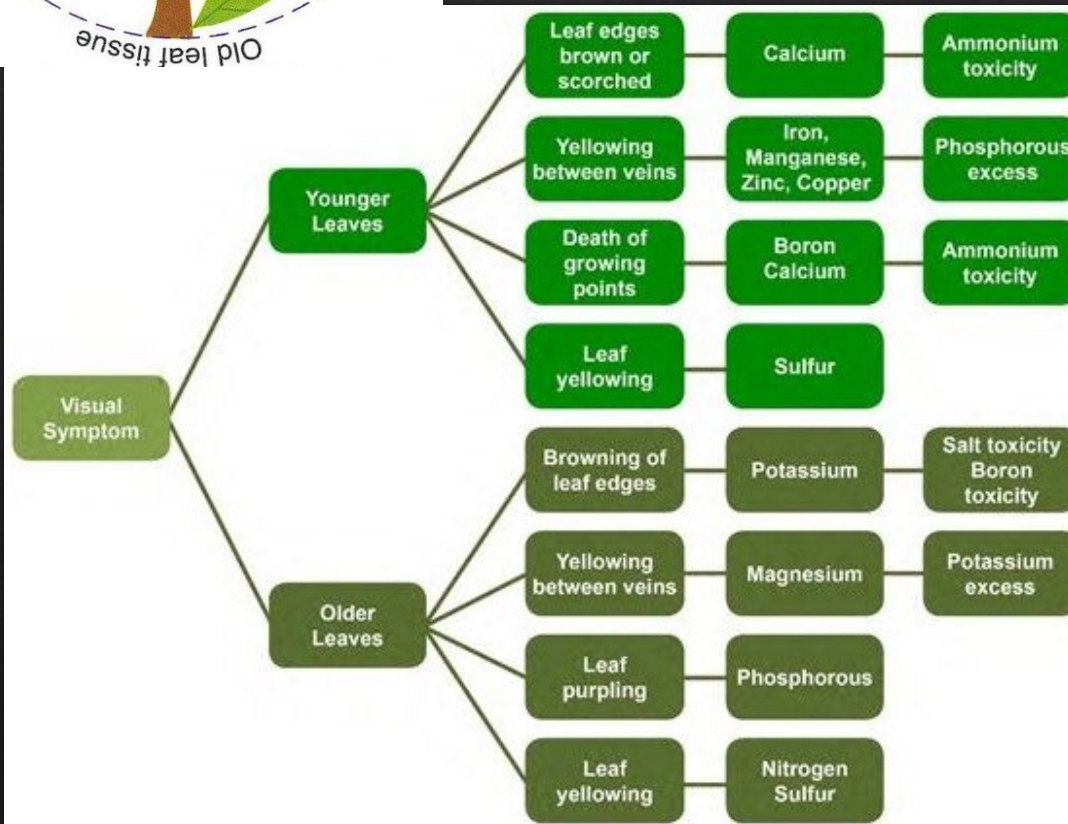 Old leaf tissue
Visual
Symptom
Younger
Leaves
Leaf edges
brown or
scorched
Calcium
Ammonium
toxicity
Yellowing
between veins
Iron,
Manganese,
Zinc, Copper
Phosphorous
excess
Death of
growing
points
Boron
Calcium
Ammonium
toxicity
Leaf
yellowing
Sulfur
Older
Leaves
Browning of
leaf edges
Potassium
Salt toxicity
Boron
toxicity
Yellowing
between veins
Magnesium
Potassium
excess
Leaf
purpling
Phosphorous
Leaf
yellowing
Nitrogen
Sulfur